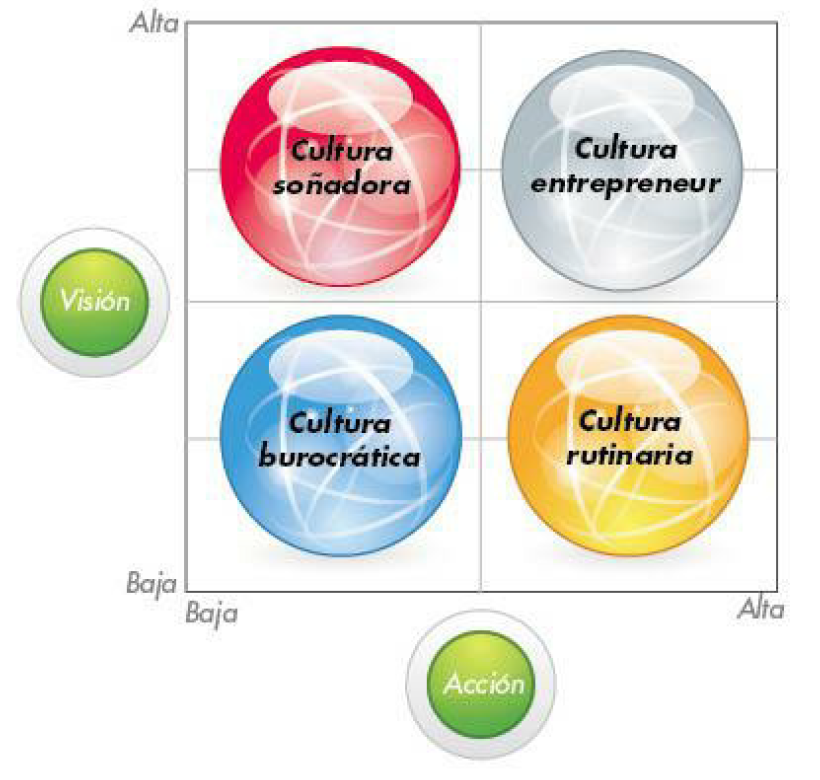 Alta
Cultura
soñadora
Cultura
entrepreneur
Visión
Cultura
burocrática
Cultura
rutinaria
Baja
Baja
Alta
Acción